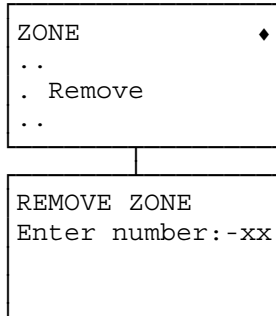 ZONE ♦
..
. Remove
..
REMOVE ZONE
Enter number:-xx